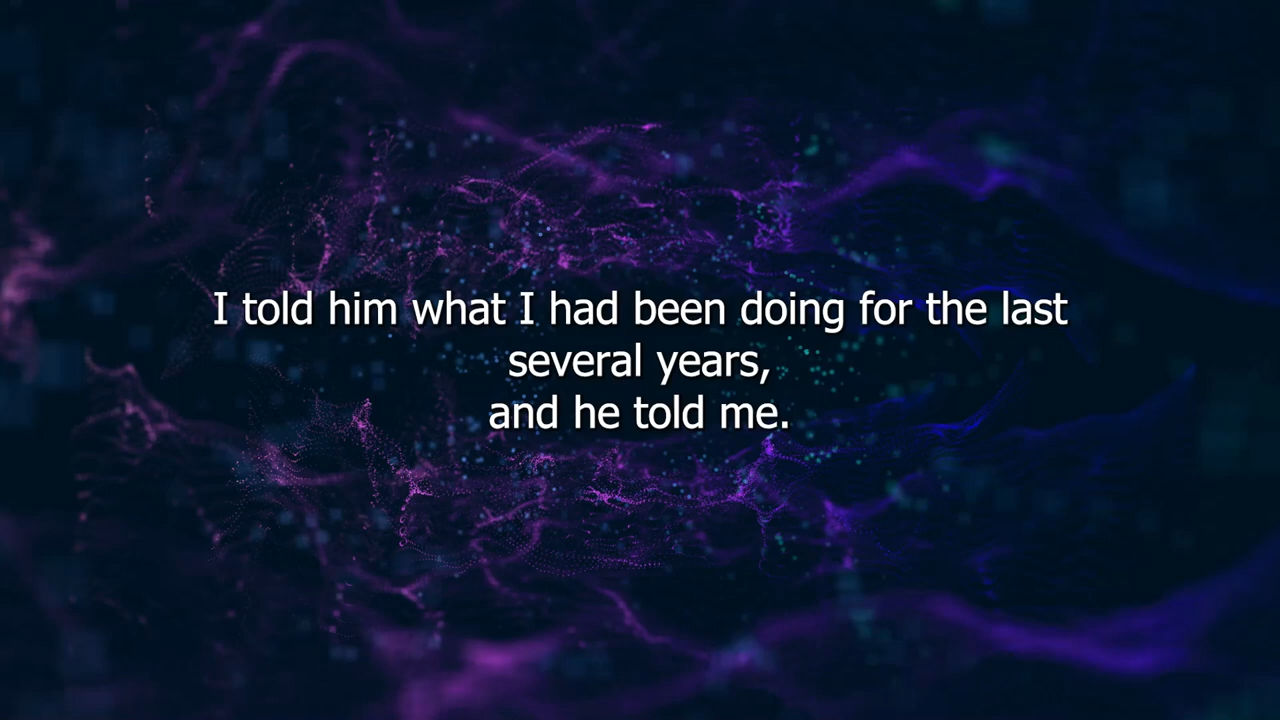 I told him what I had been doing for the last
several years,
and he told me.